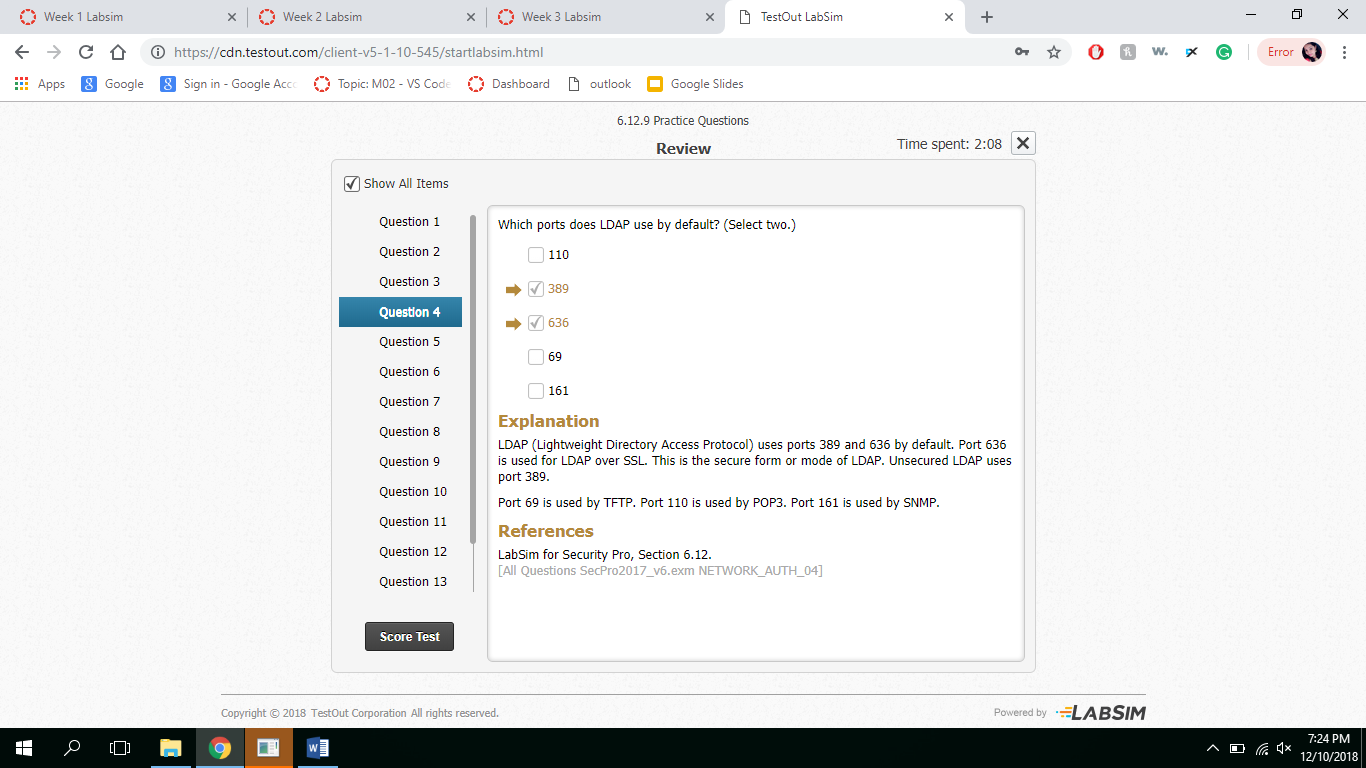 Week 1 Labsim
Week 2 Labsim
Week 3 Labsim
TestOut LabSim
https://cdn.testout.com/client-v5-1-10-545/startlabsim.html
Error
Apps
Google
Sign in - Google Acco
Topic: M02 - VS Code
Dashboard
outlook
Google Slides
6.12.9 Practice Questions
Review
Time spent: 2:08
Show All Items
Question 1
Question 2
Question 3
Question 4
Question 5
Question 6
Question 7
Question 8
Question 9
Question 10
Question 11
Question 12
Question 13
Score Test
Which ports does LDAP use by default? (Select two.)
110
389
636
69
161
Explanation
LDAP (Lightweight Directory Access Protocol) uses ports 389 and 636 by default. Port 636
is used for LDAP over SSL. This is the secure form or mode of LDAP. Unsecured LDAP uses
port 389.
Port 69 is used by TFTP. Port 110 is used by POP3. Port 161 is used by SNMP.
References
LabSim for Security Pro, Section 6.12.
[All Questions SecPro2017_v6.exm NETWORK_AUTH_04]
Copyright © 2018 TestOut Corporation All rights reserved.
Powered by LABSIM
7:24 PM
12/10/2018